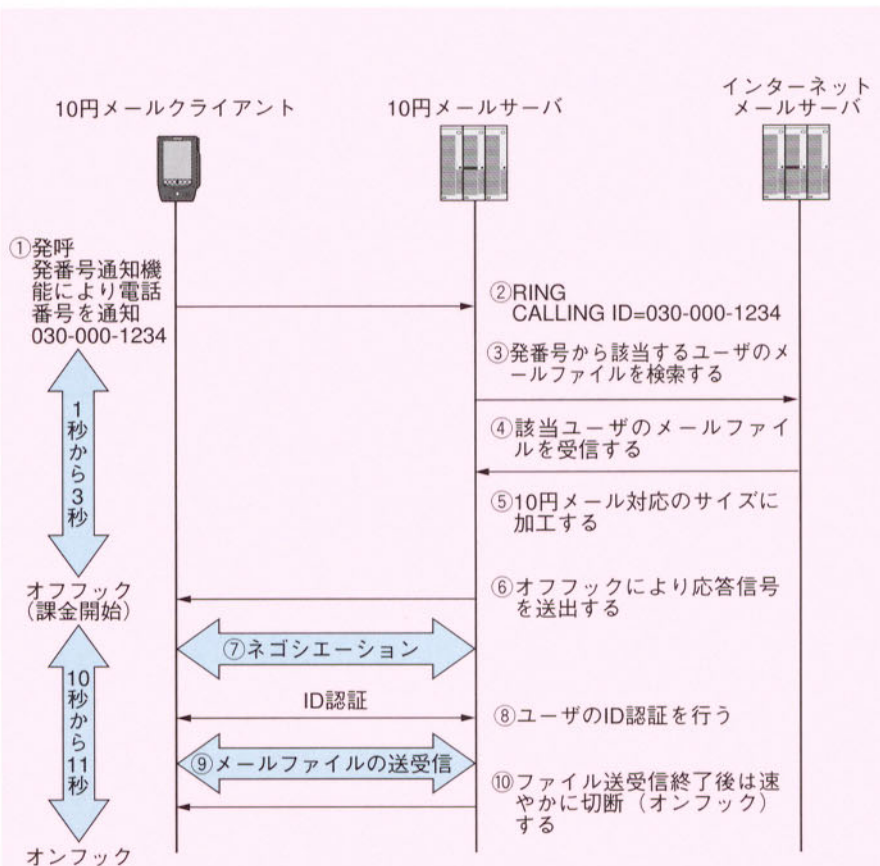 10円メールクライアント
10円メールサーバ
インターネット
メールサーバ
①発呼
発番号通知機
能により電話
番号を通知
030-000-1234
②RING
CALLING ID=030-000-1234
③発番号から該当するユーザのメ
ールファイルを検索する
④該当ユーザのメールファイ
ルを受信する
⑤10円メール対応のサイズに
加工する
1秒から3秒
オフフック
(課金開始)
⑥オフフックにより応答信号
を送出する
⑦ネゴシエーション
ID認証
⑧ユーザのID認証を行う
10秒から11秒
⑨メールファイルの送受信
⑩ファイル送受信終了後は速
やかに切断（オンフック）
する
オンフック